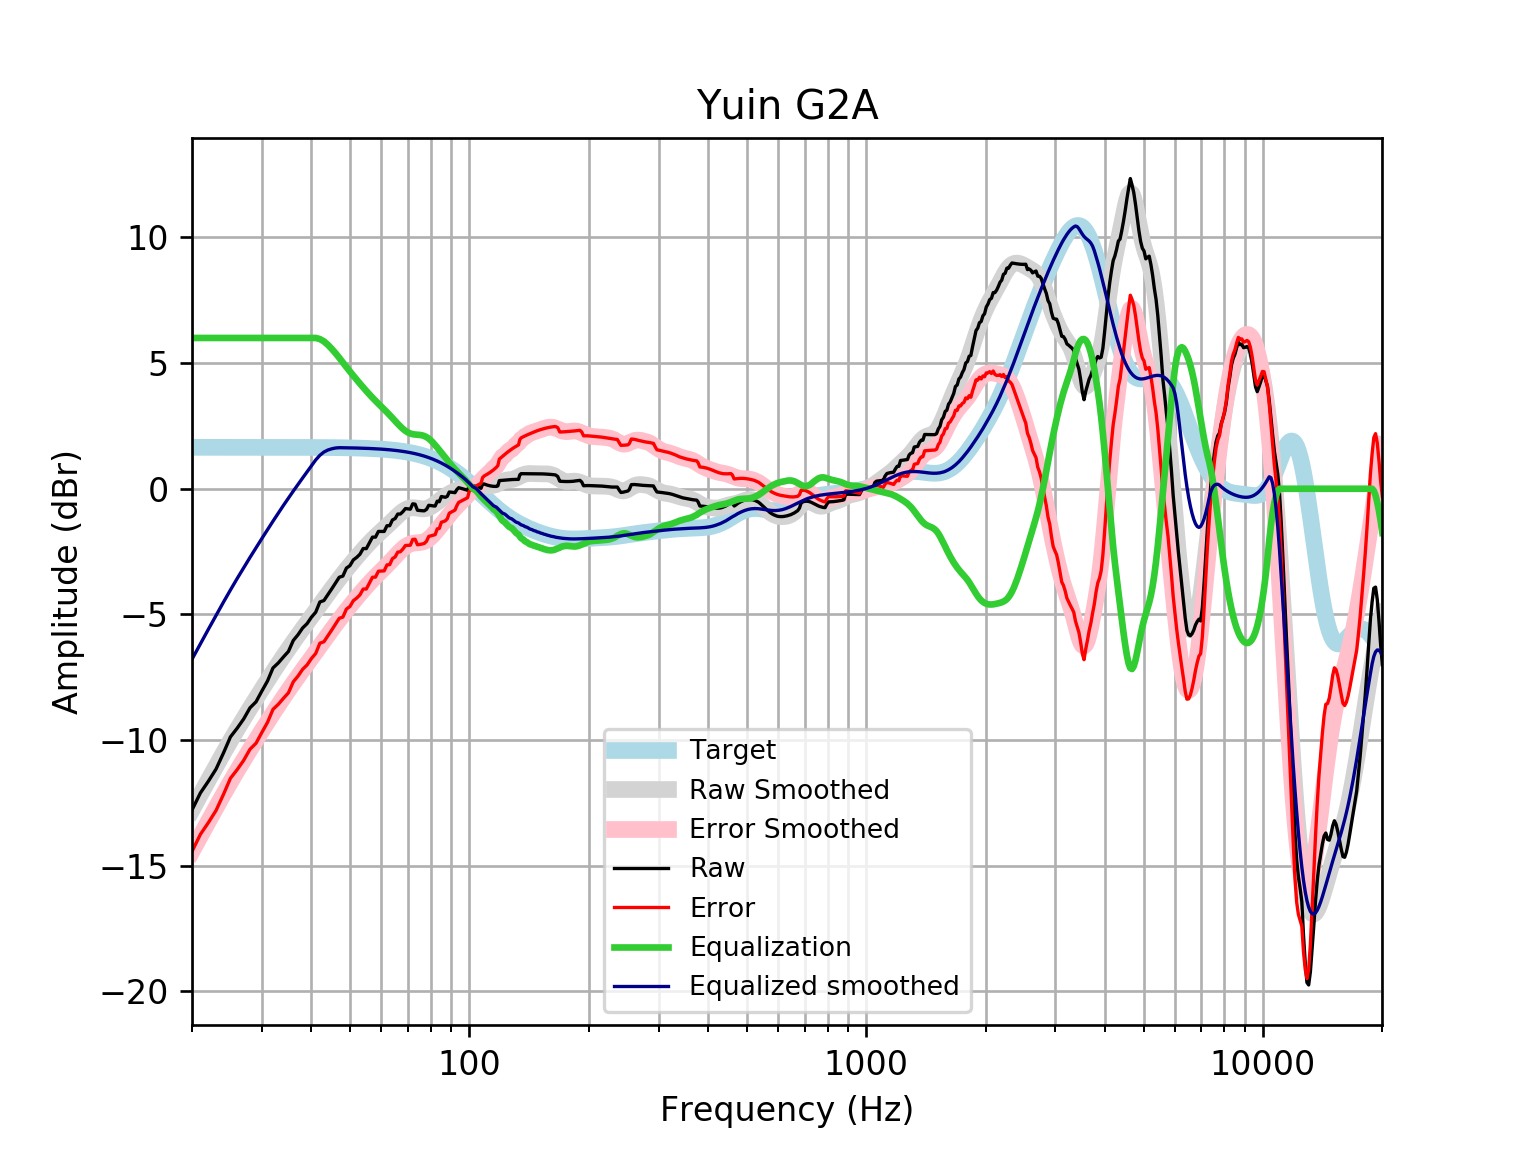 Yuin G2A
Amplitude (dBr)
10
5
0
−5
−10
−15
−20
Target
Raw Smoothed
Error Smoothed
Raw
Error
Equalization
Equalized smoothed
100
1000
10000
Frequency (Hz)